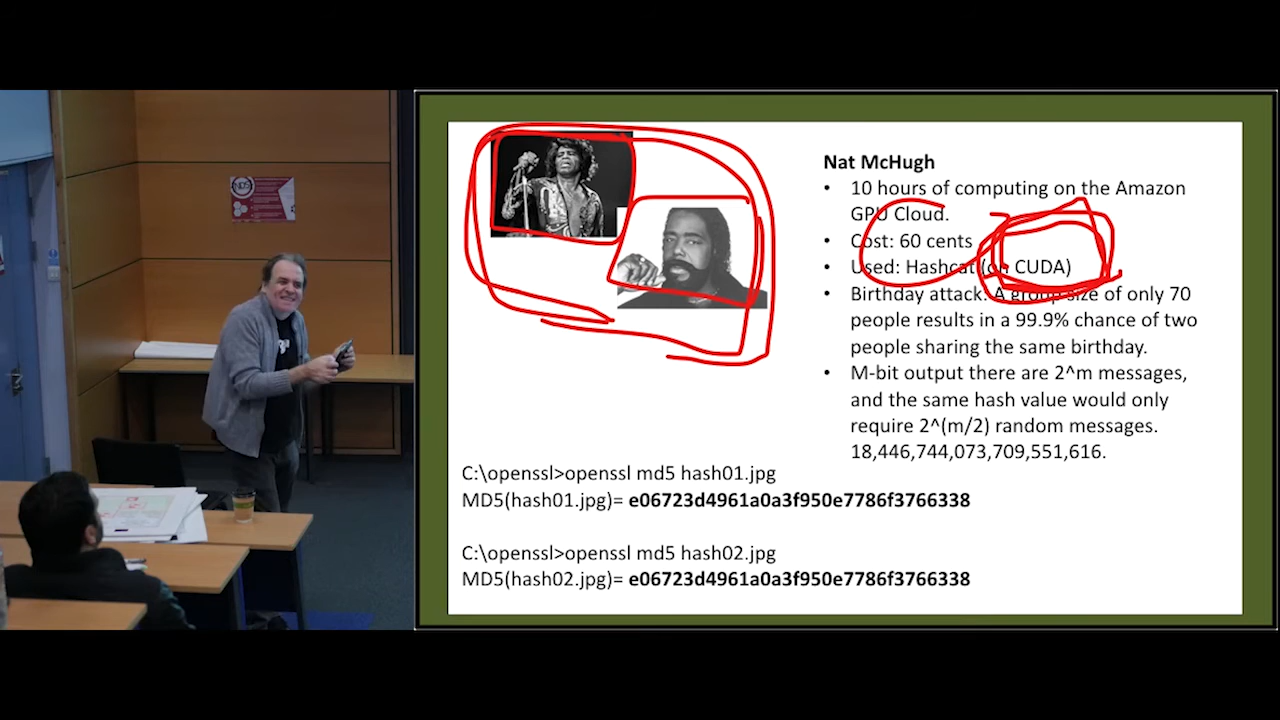 Nat McHugh
• 10 hours of computing on the Amazon
GPU Cloud.
• Cost: 60 cents
• Used: Hashcat (on CUDA)
• Birthday attack: A group size of only 70
people results in a 99.9% chance of two
people sharing the same birthday.
• M-bit output there are 2^m messages,
and the same hash value would only
require 2^(m/2) random messages.
18,446,744,073,709,551,616.
C:\openssl>openssl md5 hash01.jpg
MD5(hash01.jpg)= e06723d4961a0a3f950e7786f3766338
C:\openssl>openssl md5 hash02.jpg
MD5(hash02.jpg)= e06723d4961a0a3f950e7786f3766338